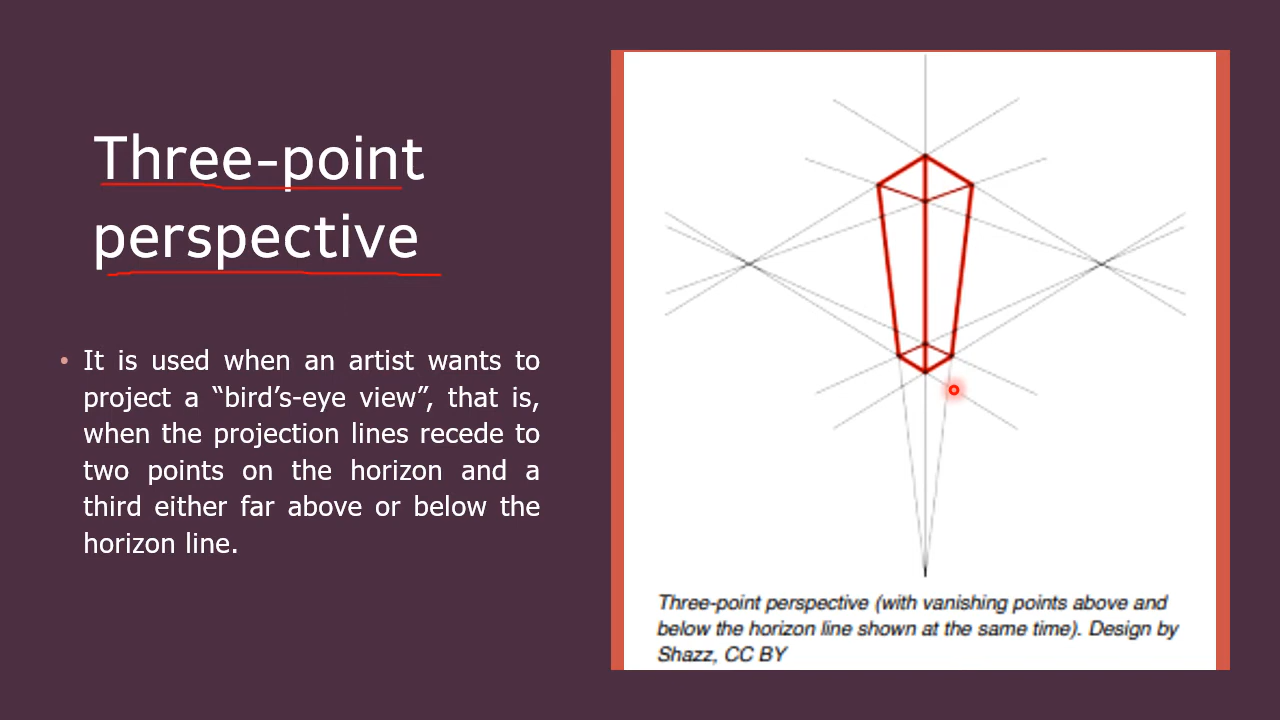 Three-point
perspective
• It is used when an artist wants to
project a “bird’s-eye view”, that is,
when the projection lines recede to
two points on the horizon and a
third either far above or below the
horizon line.
Three-point perspective (with vanishing points above and
below the horizon line shown at the same time). Design by
Shazz, CC BY